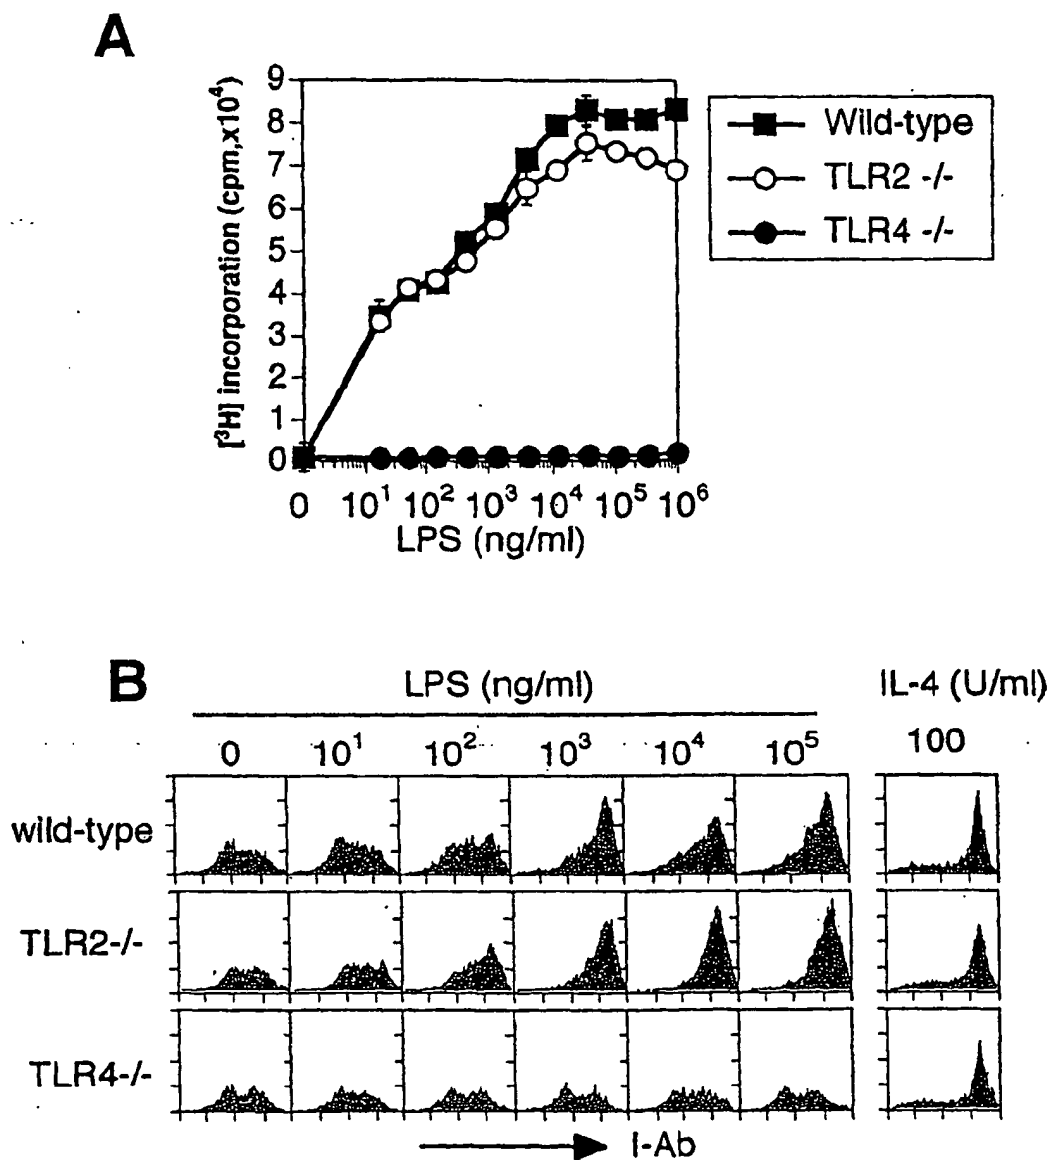 A
[³H] incorporation (cpm,x10⁴)
9
8
7
6
5
4
3
2
1
0
0 10¹ 10² 10³ 10⁴ 10⁵ 10⁶
LPS (ng/ml)
Wild-type
TLR2 -/-
TLR4 -/-
B
LPS (ng/ml) IL-4 (U/ml)
0 10¹ 10² 10³ 10⁴ 10⁵ 100
wild-type
TLR2-/-
TLR4-/-
I-Ab